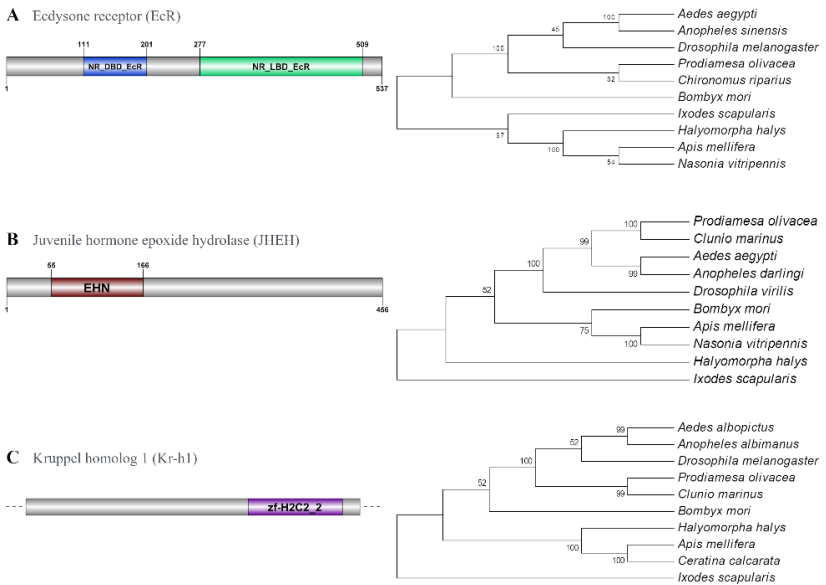 A Ecdysone receptor (EcR)
111 201 277 509
NR_DBD_EcR NR_LBD_EcR
1 537
100 Aedes aegypti
45 Anopheles sinensis
100 Drosophila melanogaster
Prodiamesa olivacea
52 Chironomus riparius
Bombyx mori
Ixodes scapularis
97 Halyomorpha halys
100 Apis mellifera
54 Nasonia vitripennis
B Juvenile hormone epoxide hydrolase (JHEH)
55 166
EHN
1 456
100 Prodiamesa olivacea
99 Clunio marinus
100 Aedes aegypti
99 Anopheles darlingi
52 Drosophila virilis
Bombyx mori
75 Apis mellifera
100 Nasonia vitripennis
Halyomorpha halys
Ixodes scapularis
C Kruppel homolog 1 (Kr-h1)
zf-H2C2_2
99 Aedes albopictus
52 Anopheles albimanus
100 Drosophila melanogaster
Prodiamesa olivacea
52 99 Clunio marinus
Bombyx mori
Halyomorpha halys
100 Apis mellifera
100 Ceratina calcarata
Ixodes scapularis